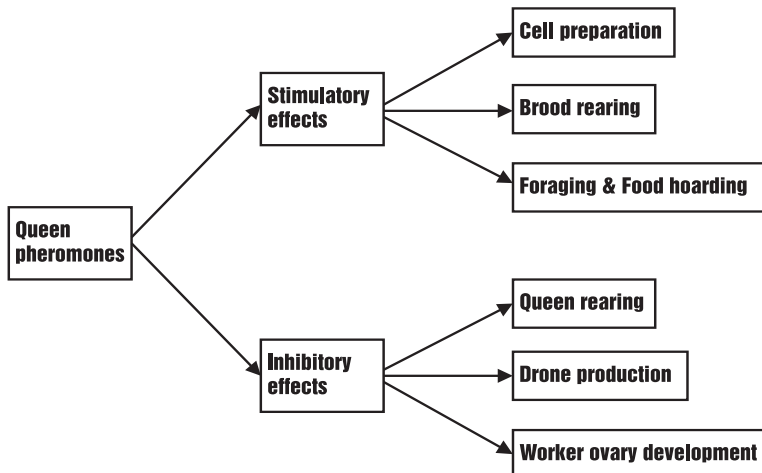 Cell preparation
Stimulatory
effects
Brood rearing
Foraging & Food hoarding
Queen
pheromones
Queen rearing
Inhibitory
effects
Drone production
Worker ovary development